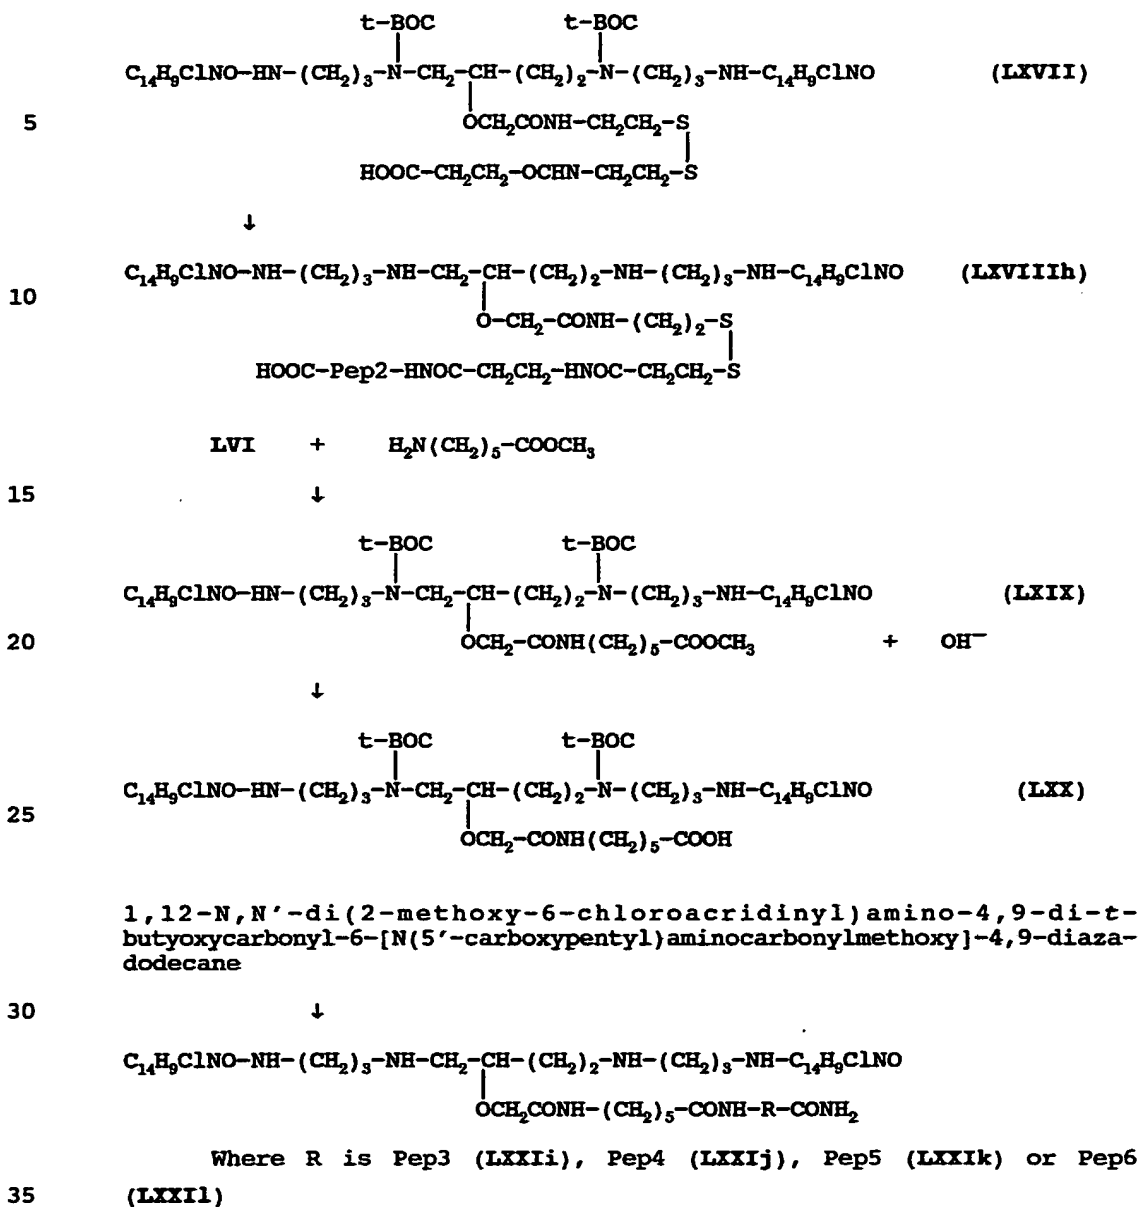 t-BOC t-BOC
C₁₄H₉ClNO-HN-(CH₂)₃-N-CH₂-CH-(CH₂)₂-N-(CH₂)₃-NH-C₁₄H₉ClNO (LXVII)
5 OCH₂CONH-CH₂CH₂-S
HOOC-CH₂CH₂-OCHN-CH₂CH₂-S
↓
C₁₄H₉ClNO-NH-(CH₂)₃-NH-CH₂-CH-(CH₂)₂-NH-(CH₂)₃-NH-C₁₄H₉ClNO (LXVIIIh)
10 O-CH₂-CONH-(CH₂)₂-S
HOOC-Pep2-HNOC-CH₂CH₂-HNOC-CH₂CH₂-S
LVI + H₂N(CH₂)₅-COOCH₃
15 ↓
t-BOC t-BOC
C₁₄H₉ClNO-HN-(CH₂)₃-N-CH₂-CH-(CH₂)₂-N-(CH₂)₃-NH-C₁₄H₉ClNO (LXIX)
20 OCH₂-CONH(CH₂)₅-COOCH₃ + OH⁻
↓
t-BOC t-BOC
C₁₄H₉ClNO-HN-(CH₂)₃-N-CH₂-CH-(CH₂)₂-N-(CH₂)₃-NH-C₁₄H₉ClNO (LXX)
25 OCH₂-CONH(CH₂)₅-COOH
1,12-N,N′-di(2-methoxy-6-chloroacridinyl)amino-4,9-di-t-
butyoxycarbonyl-6-[N(5′-carboxypentyl)aminocarbonylmethoxy]-4,9-diaza-
dodecane
30 ↓
C₁₄H₉ClNO-NH-(CH₂)₃-NH-CH₂-CH-(CH₂)₂-NH-(CH₂)₃-NH-C₁₄H₉ClNO
OCH₂CONH-(CH₂)₅-CONH-R-CONH₂
Where R is Pep3 (LXXIi), Pep4 (LXXIj), Pep5 (LXXIk) or Pep6
35 (LXXIl)